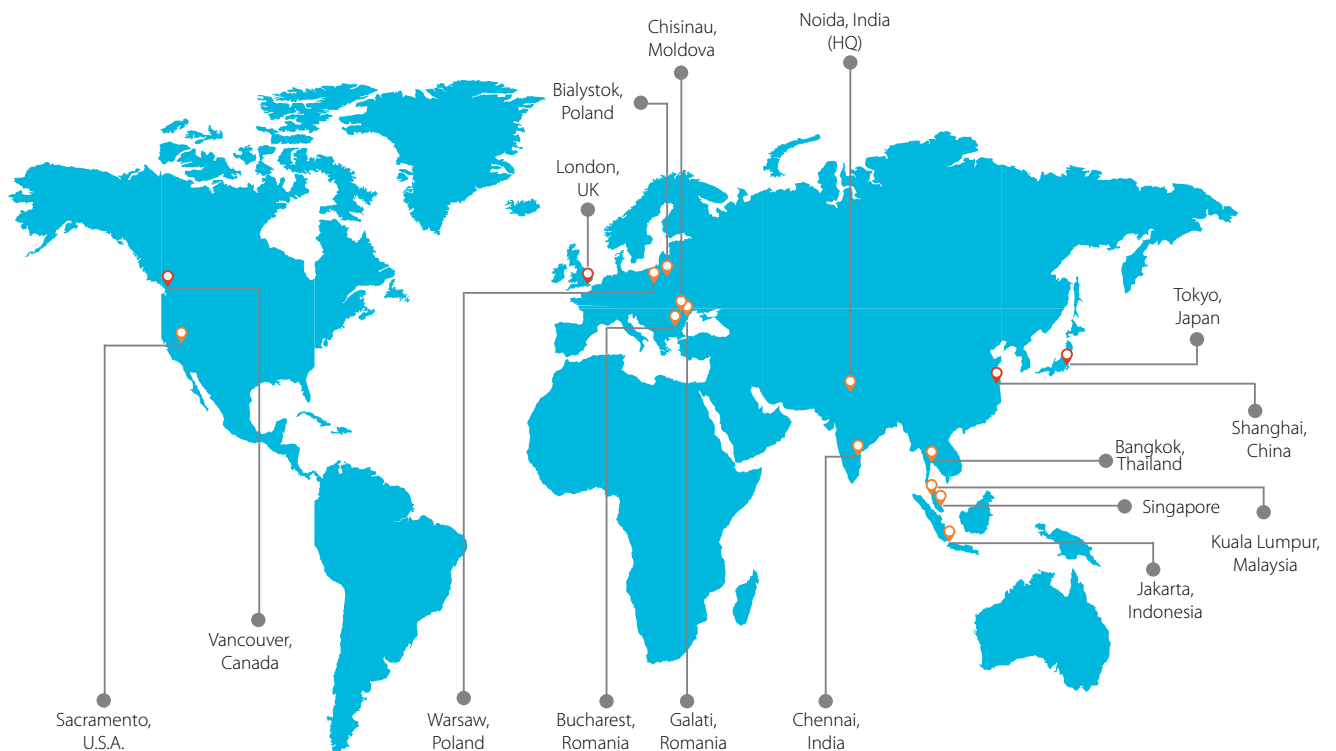 Noida, India
(HQ)
Chisinau,
Moldova
Bialystok,
Poland
London,
UK
Tokyo,
Japan
Shanghai,
China
Bangkok,
Thailand
Singapore
Kuala Lumpur,
Malaysia
Jakarta,
Indonesia
Vancouver,
Canada
Sacramento,
U.S.A.
Warsaw,
Poland
Bucharest,
Romania
Galati,
Romania
Chennai,
India